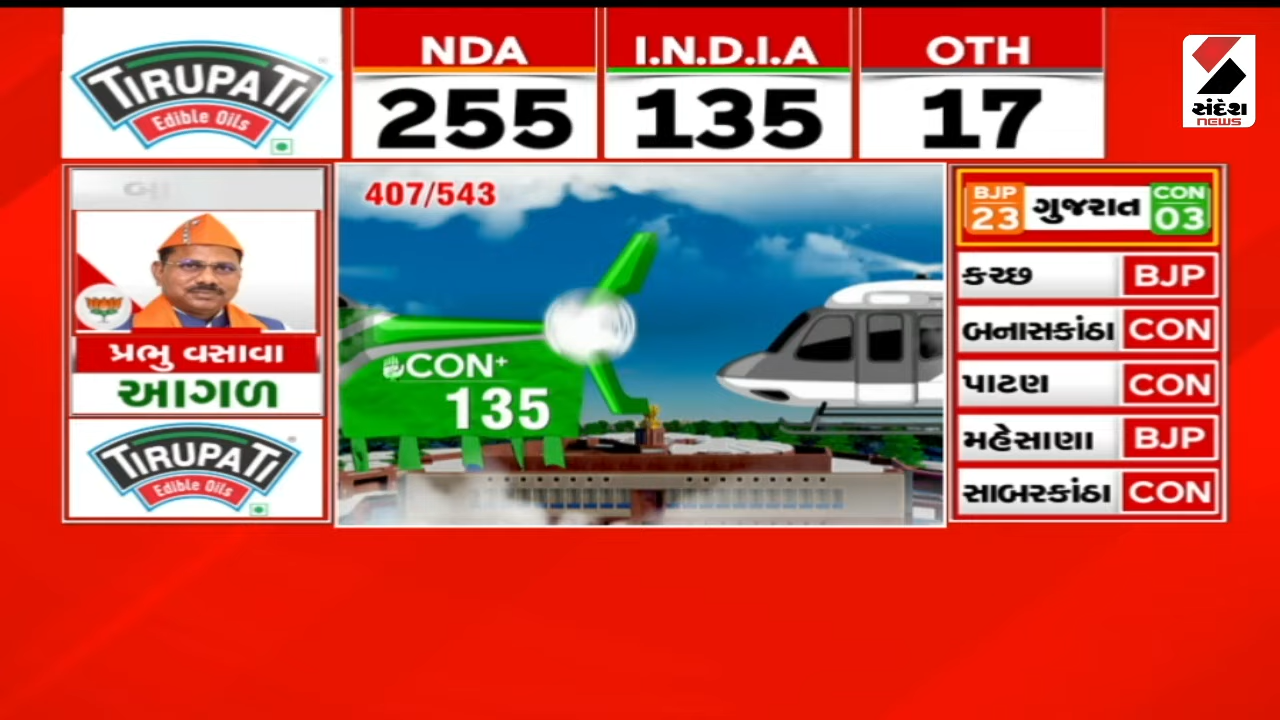 TIRUPATI
Edible Oils
NDA
255
I.N.D.I.A
135
OTH
17
સંદેશ
NEWS
પ્રભુ વસાવા
આગળ
TIRUPATI
Edible Oils
407/543
CON+
135
BJP
23
ગુજરાત
CON
03
કચ્છ BJP
બનાસકાંઠા CON
પાટણ CON
મહેસાણા BJP
સાબરકાંઠા CON